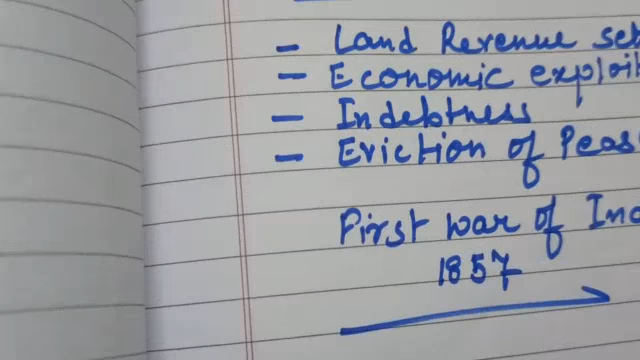 - Land Revenue
- Economic
- Indebtness
- Eviction of
First war of
1857